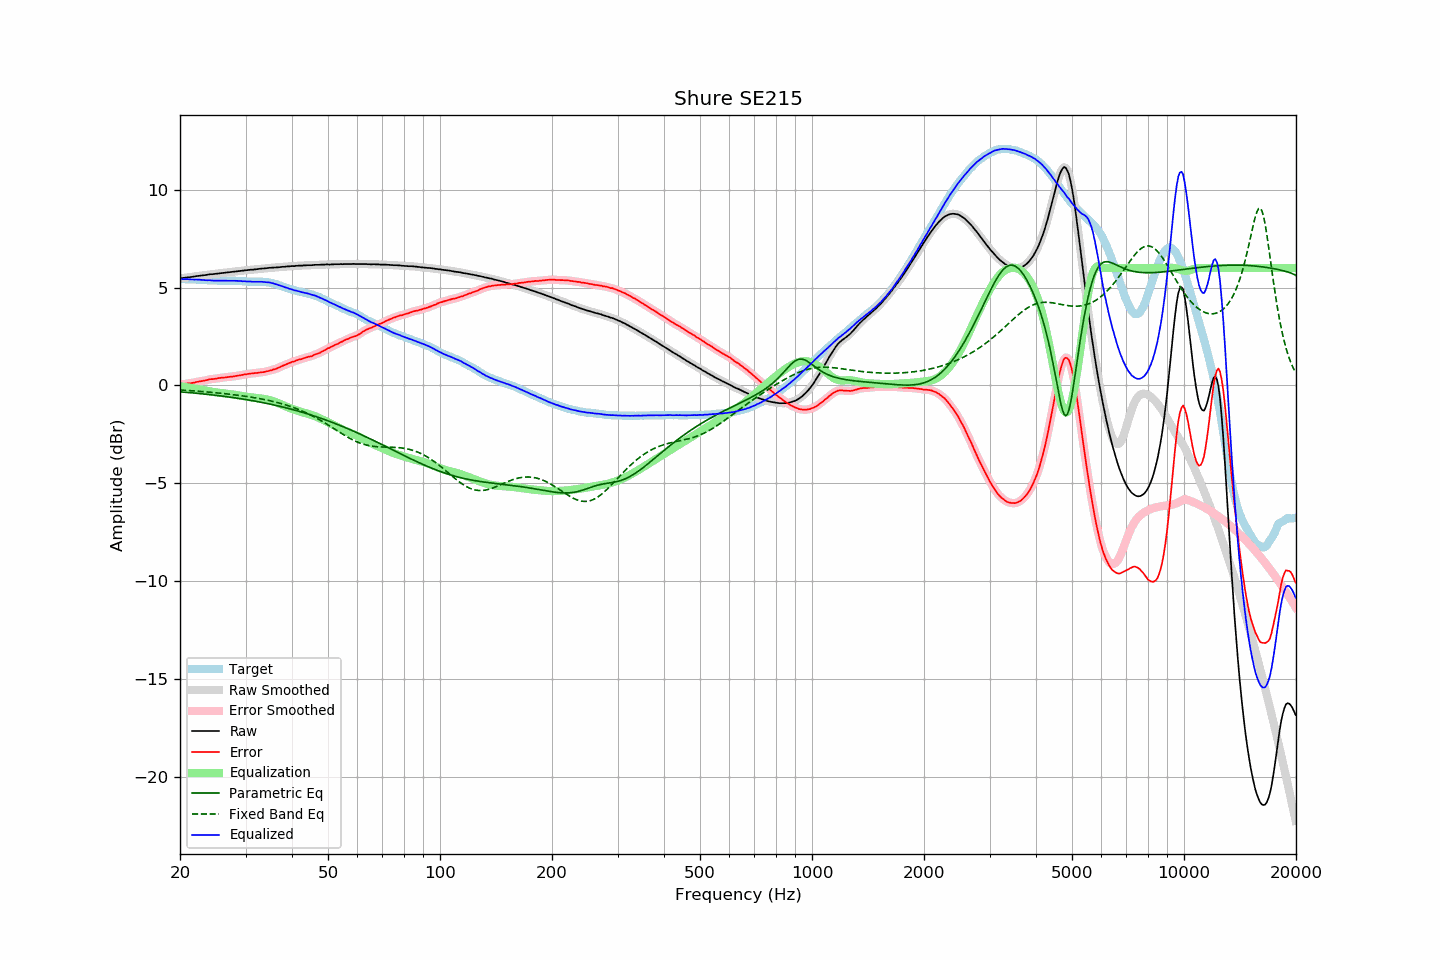 Shure SE215
Amplitude (dBr)
10
5
0
−5
−10
−15
−20
Target
Raw Smoothed
Error Smoothed
Raw
Error
Equalization
Parametric Eq
Fixed Band Eq
Equalized
20 50 100 200 500 1000 2000 5000 10000 20000
Frequency (Hz)